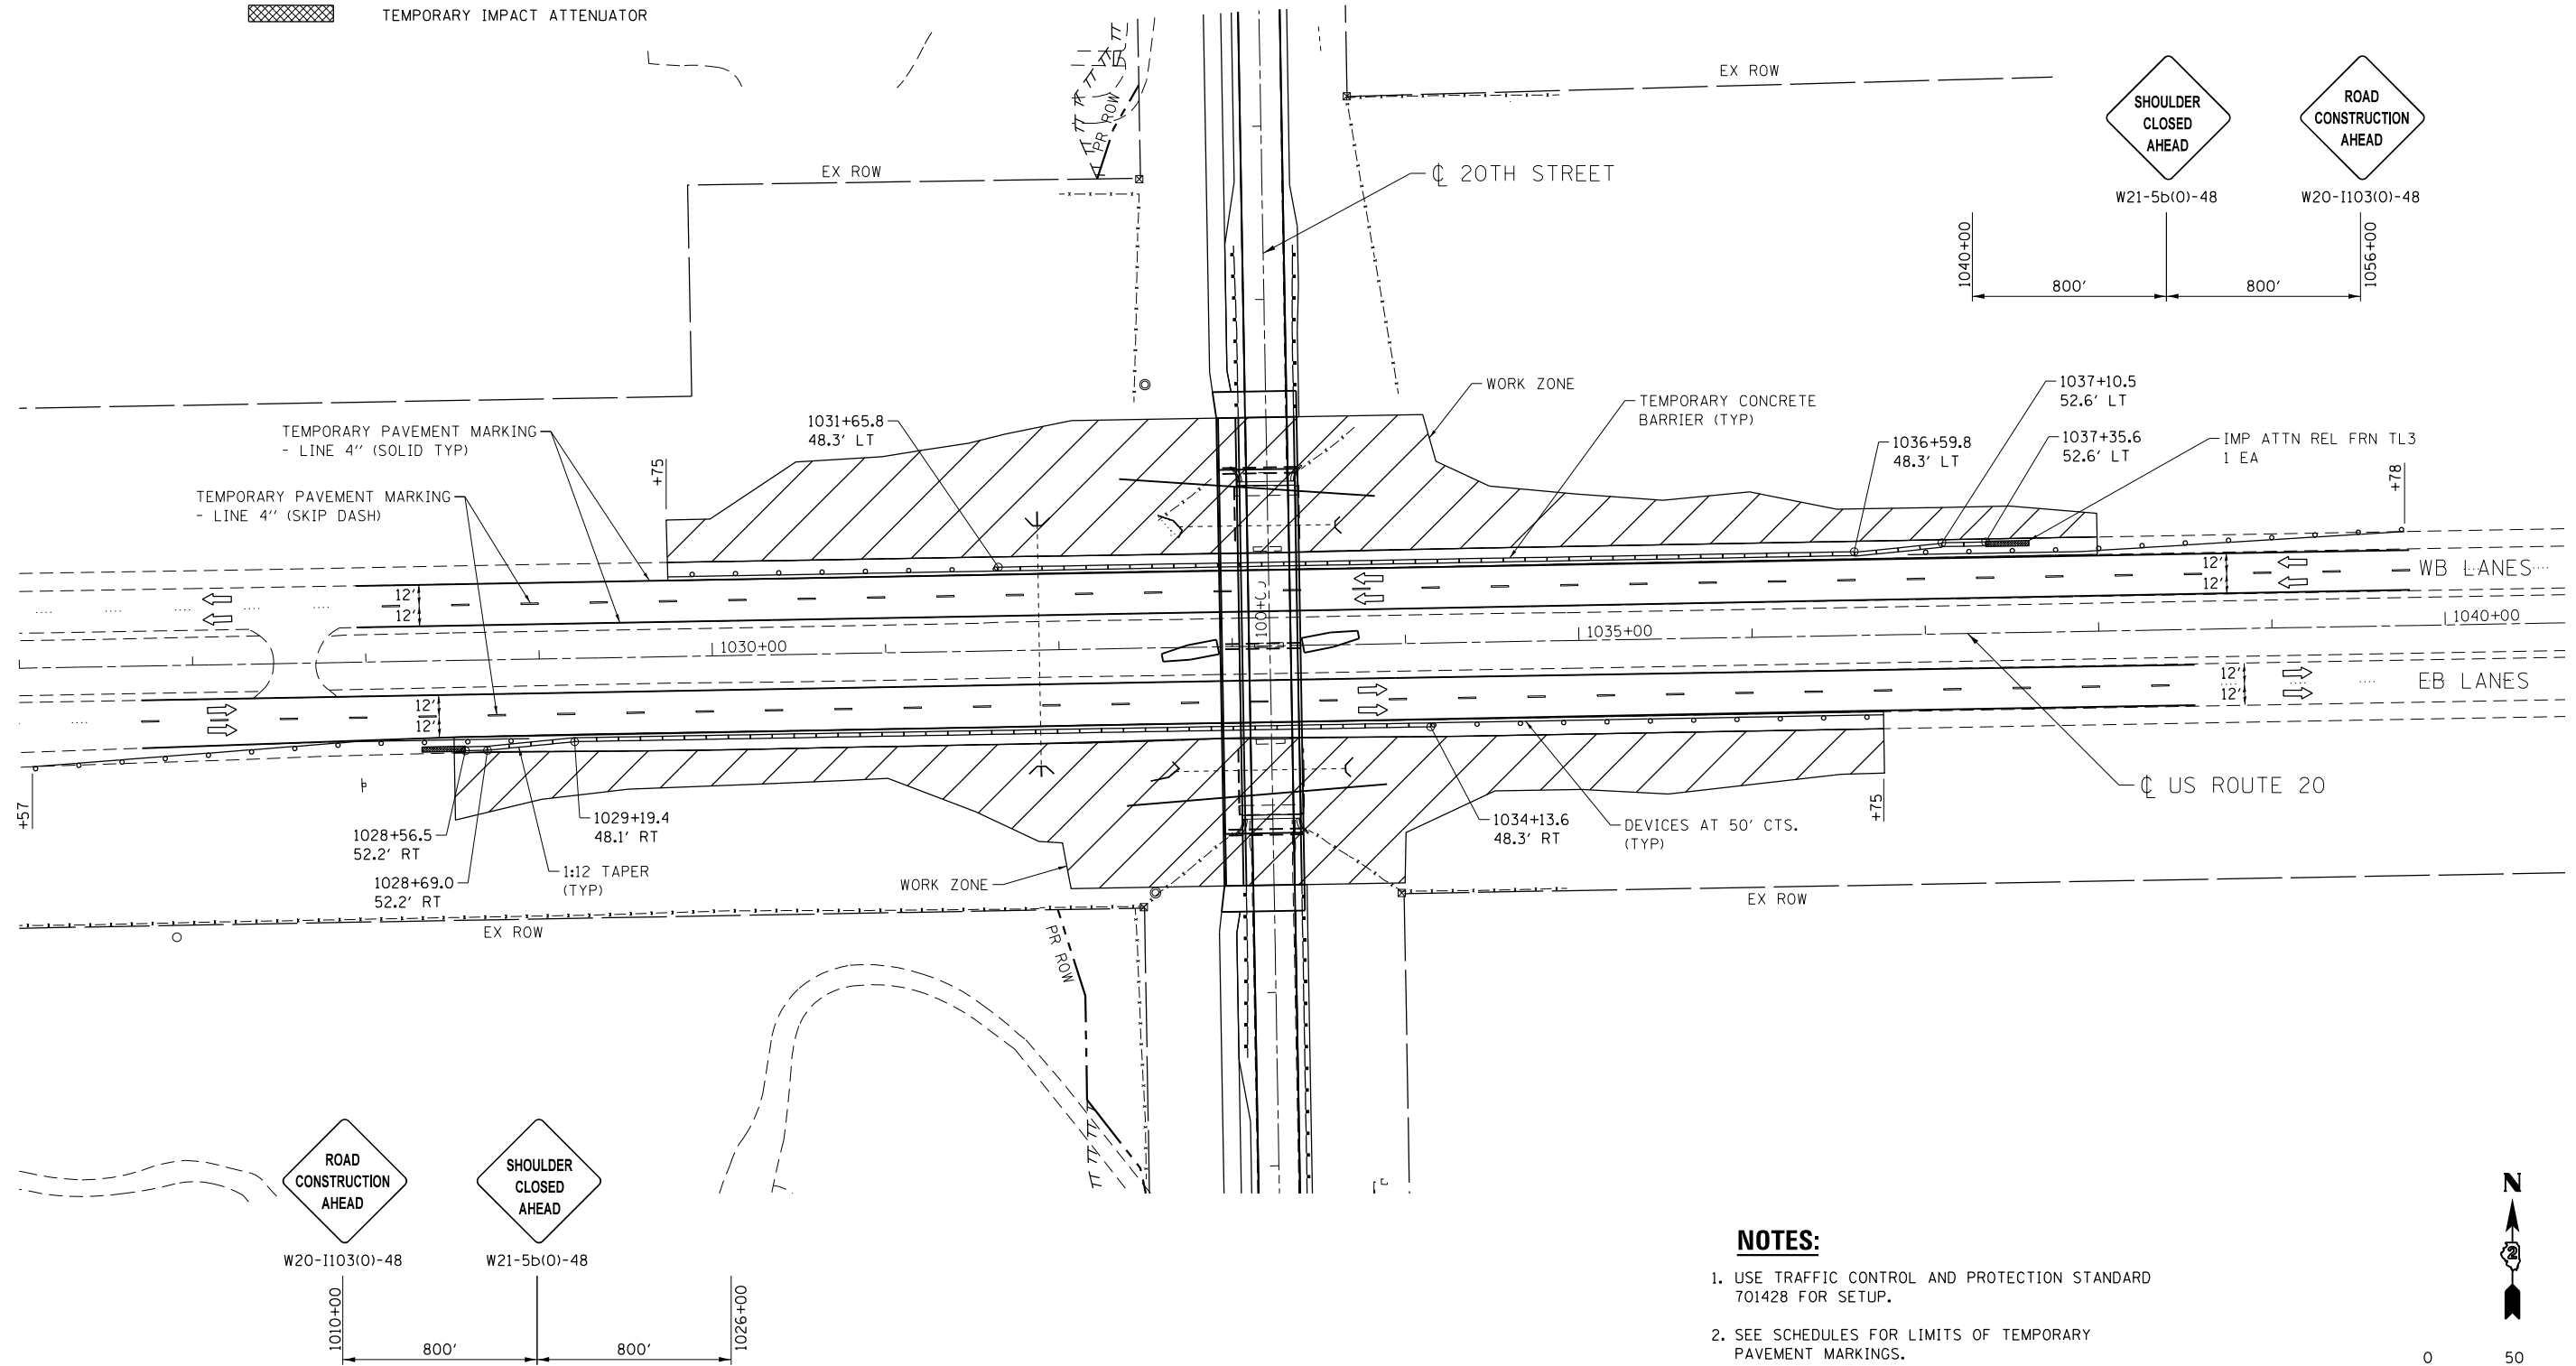 TEMPORARY IMPACT ATTENUATOR
EX ROW
SHOULDER
CLOSED
AHEAD
W21-5b(O)-48
ROAD
CONSTRUCTION
AHEAD
W20-I103(O)-48
PR ROW
EX ROW
℄ 20TH STREET
1040+00
1056+00
800'
800'
WORK ZONE
1037+10.5
52.6' LT
TEMPORARY CONCRETE
BARRIER (TYP)
1031+65.8
48.3' LT
TEMPORARY PAVEMENT MARKING
- LINE 4'' (SOLID TYP)
1036+59.8
48.3' LT
1037+35.6
52.6' LT
IMP ATTN REL FRN TL3
1 EA
+75
+78
TEMPORARY PAVEMENT MARKING
- LINE 4'' (SKIP DASH)
12'
12'
12'
12'
WB LANES
1030+00
1035+00
1040+00
12'
12'
12'
12'
EB LANES
℄ US ROUTE 20
+57
+575
1029+19.4
48.1' RT
1034+13.6
48.3' RT
DEVICES AT 50' CTS.
(TYP)
1028+56.5
52.2' RT
1:12 TAPER
(TYP)
1028+69.0
52.2' RT
WORK ZONE
EX ROW
EX ROW
PR ROW
ROAD
CONSTRUCTION
AHEAD
W20-I103(O)-48
SHOULDER
CLOSED
AHEAD
W21-5b(O)-48
1010+00
1026+00
800'
800'
N
2
NOTES:
1. USE TRAFFIC CONTROL AND PROTECTION STANDARD
701428 FOR SETUP.
2. SEE SCHEDULES FOR LIMITS OF TEMPORARY
PAVEMENT MARKINGS.
0 50